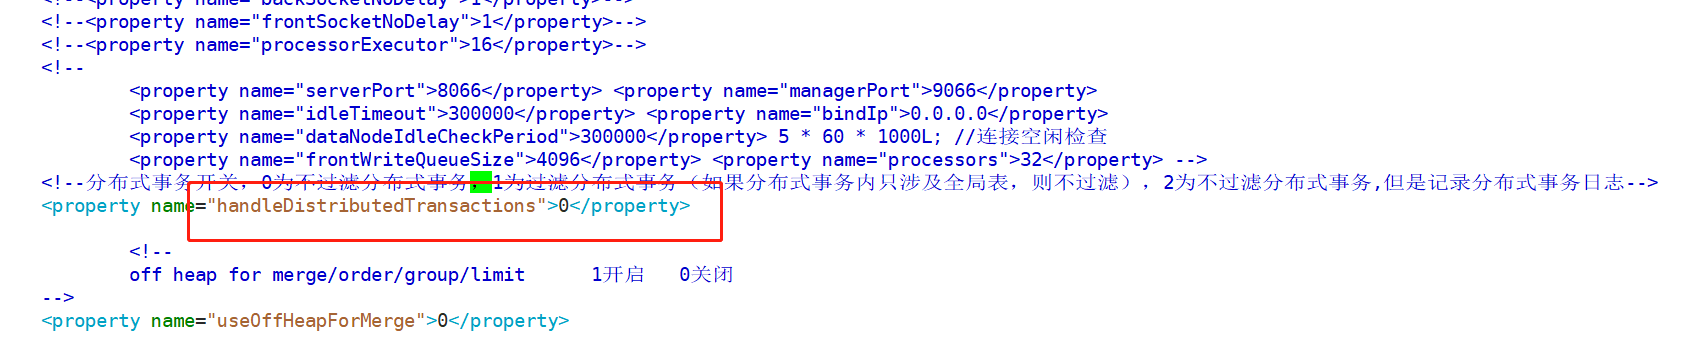 <!--<property name="backSocketNoDelay">1</property>-->
<!--<property name="frontSocketNoDelay">1</property>-->
<!--<property name="processorExecutor">16</property>-->
<!--
<property name="serverPort">8066</property> <property name="managerPort">9066</property>
<property name="idleTimeout">300000</property> <property name="bindIp">0.0.0.0</property>
<property name="dataNodeIdleCheckPeriod">300000</property> 5 * 60 * 1000L; //连接空闲检查
<property name="frontWriteQueueSize">4096</property> <property name="processors">32</property> -->
<!--分布式事务开关，0为不过滤分布式事务，1为过滤分布式事务（如果分布式事务内只涉及全局表，则不过滤），2为不过滤分布式事务,但是记录分布式事务日志-->
<property name="handleDistributedTransactions">0</property>
<!--
off heap for merge/order/group/limit 1开启 0关闭
-->
<property name="useOffHeapForMerge">0</property>